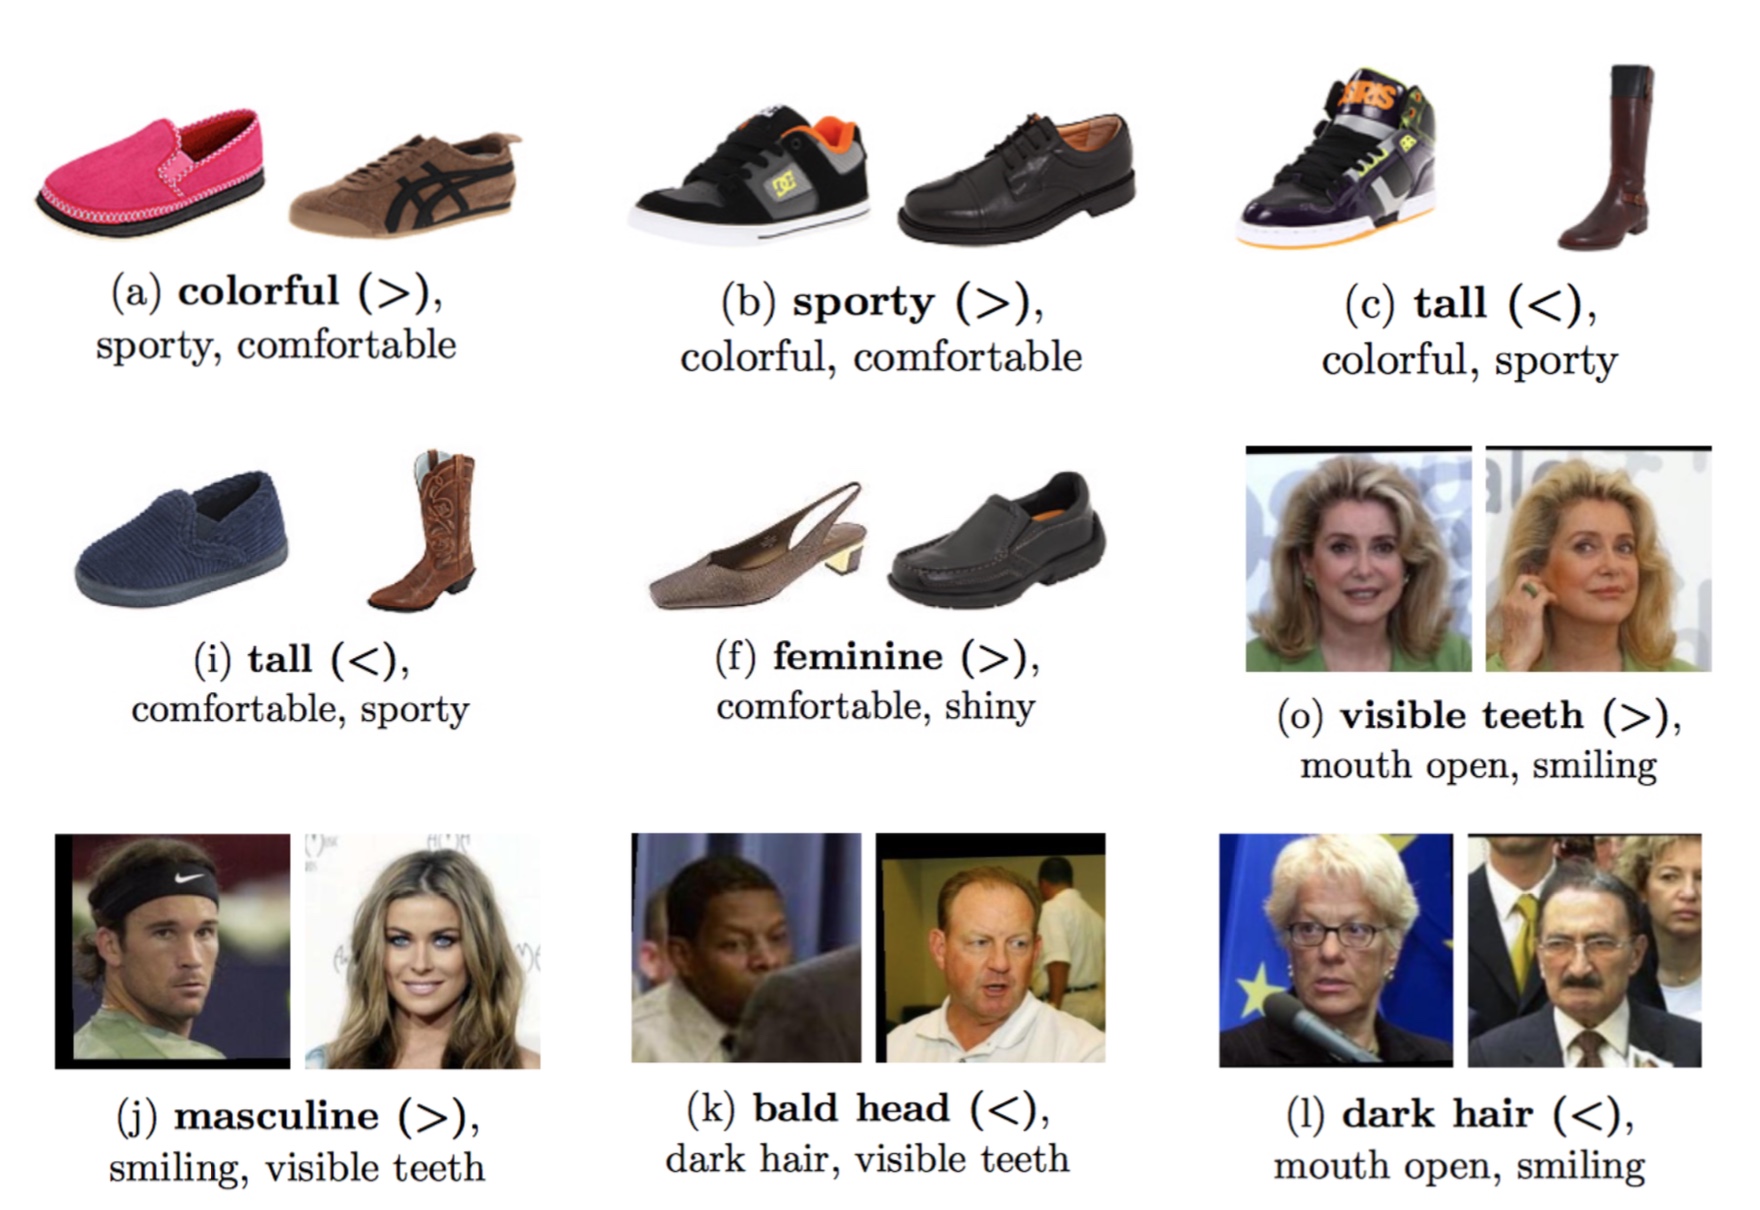 (a) colorful (>),
sporty, comfortable
(b) sporty (>),
colorful, comfortable
(c) tall (<),
colorful, sporty
(i) tall (<),
comfortable, sporty
(f) feminine (>),
comfortable, shiny
(o) visible teeth (>),
mouth open, smiling
(j) masculine (>),
smiling, visible teeth
(k) bald head (<),
dark hair, visible teeth
(l) dark hair (<),
mouth open, smiling